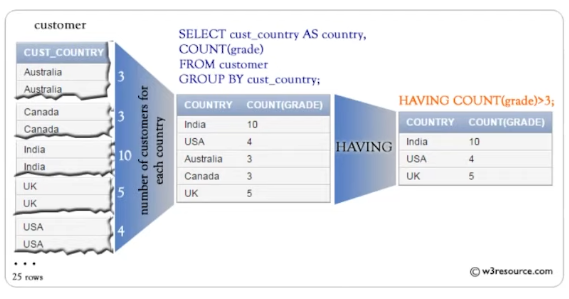 customer
CUST_COUNTRY
Australia
Australia
Canada
Canada
India
India
UK
UK
USA
USA
...
25 rows
3
3
10
5
4
number of customers for
each country
SELECT cust_country AS country,
COUNT(grade)
FROM customer
GROUP BY cust_country;
COUNTRY COUNT(GRADE)
India 10
USA 4
Australia 3
Canada 3
UK 5
HAVING
HAVING COUNT(grade)>3;
COUNTRY COUNT(GRADE)
India 10
USA 4
UK 5
© w3resource.com